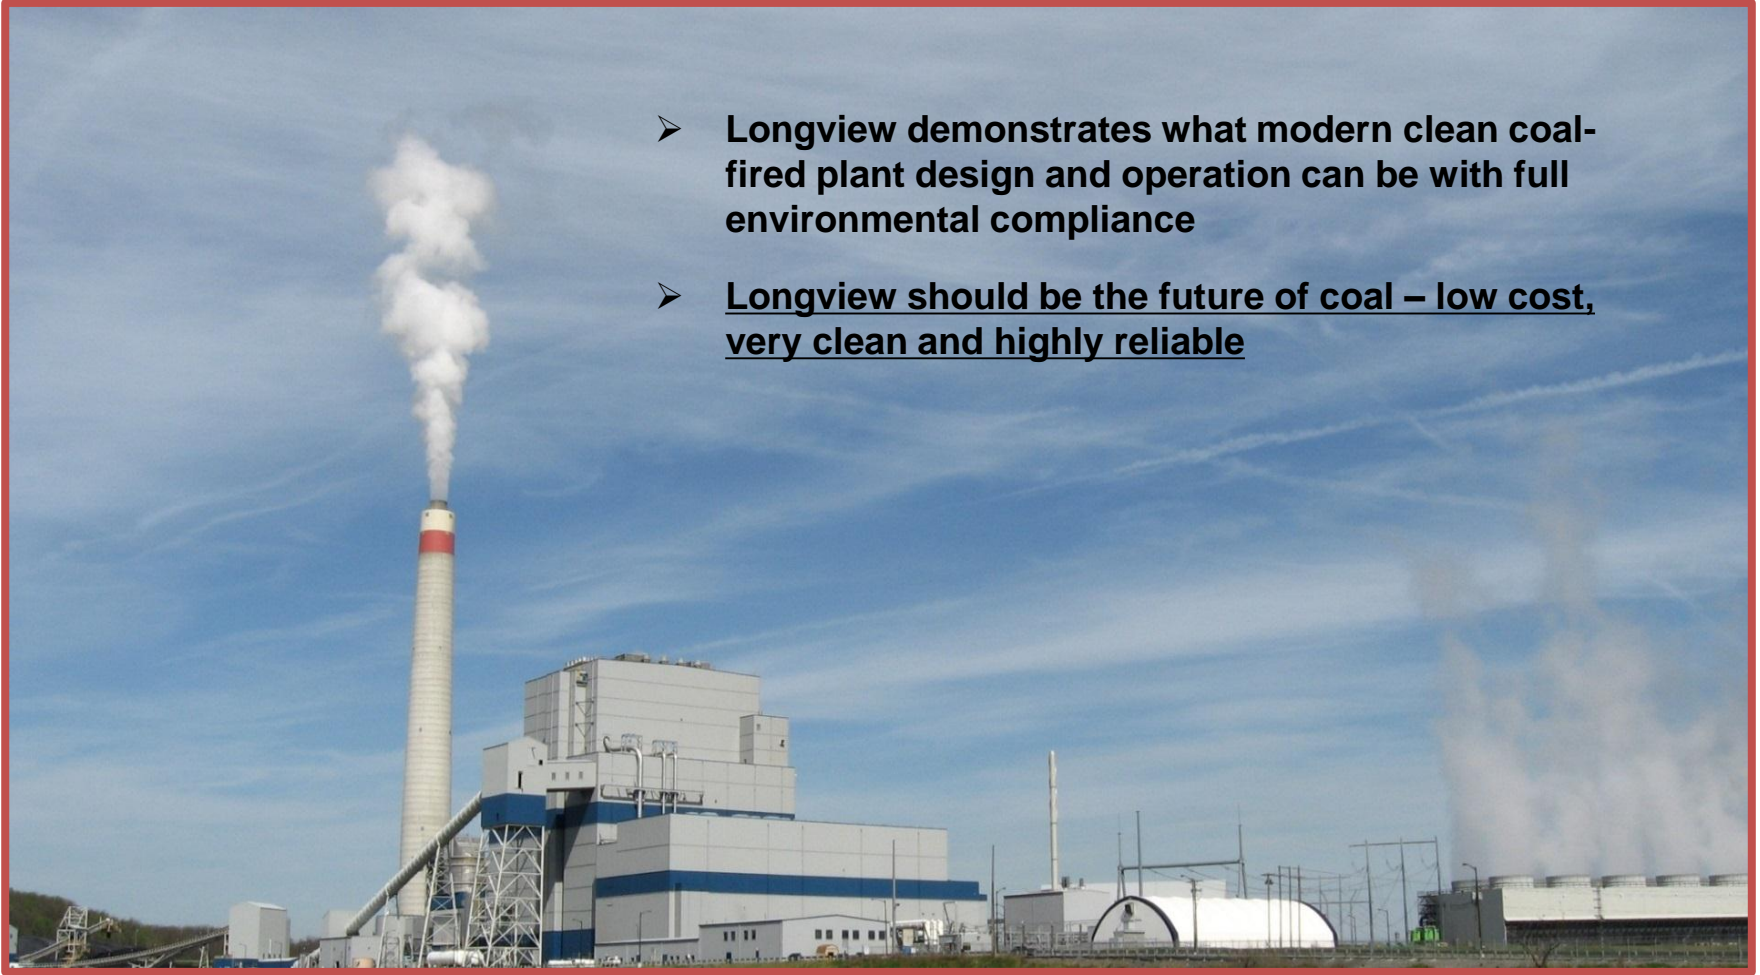 ➢ Longview demonstrates what modern clean coal-
fired plant design and operation can be with full
environmental compliance
➢ Longview should be the future of coal – low cost,
very clean and highly reliable